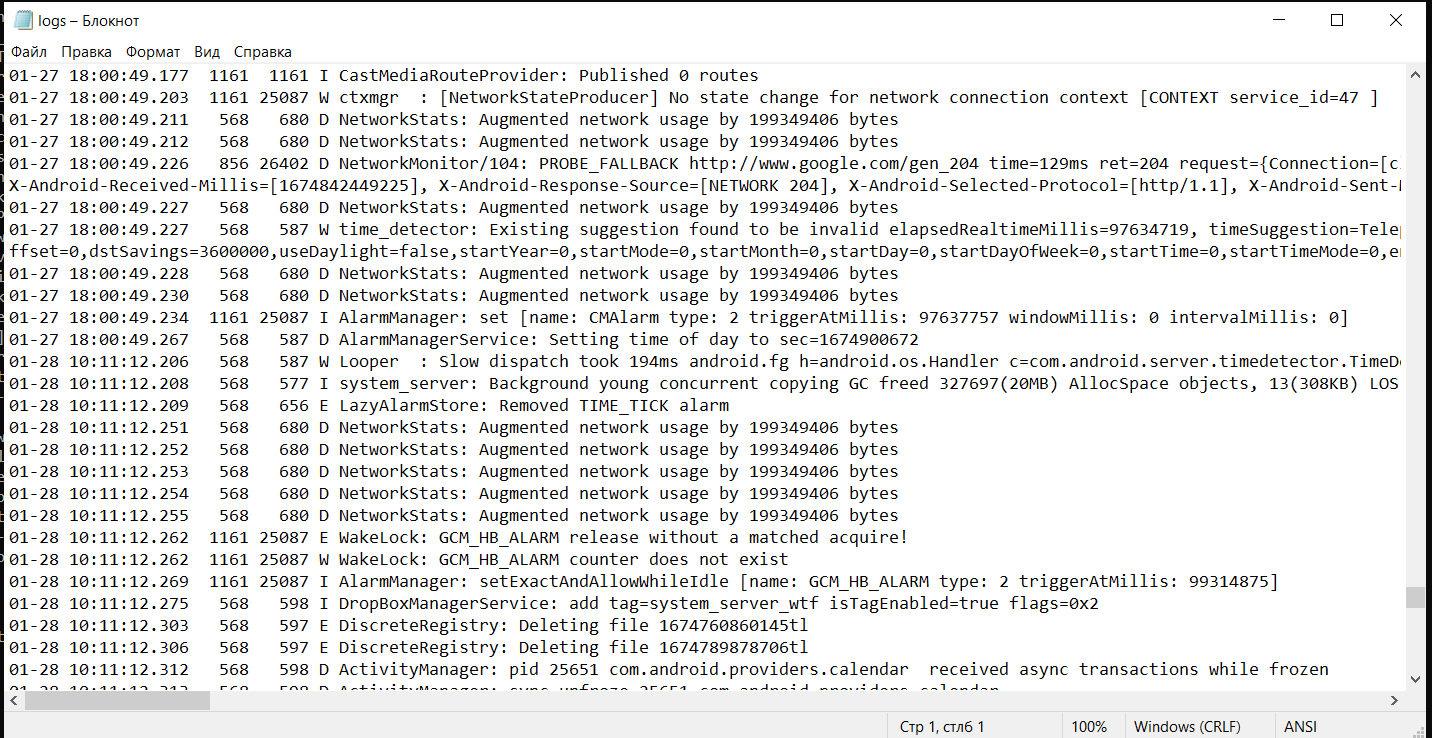 logs – Блокнот
Файл Правка Формат Вид Справка
01-27 18:00:49.177  1161  1161 I CastMediaRouteProvider: Published 0 routes
01-27 18:00:49.203  1161 25087 W ctxmgr  : [NetworkStateProducer] No state change for network connection context [CONTEXT service_id=47 ]
01-27 18:00:49.211   568   680 D NetworkStats: Augmented network usage by 199349406 bytes
01-27 18:00:49.212   568   680 D NetworkStats: Augmented network usage by 199349406 bytes
01-27 18:00:49.226   856 26402 D NetworkMonitor/104: PROBE_FALLBACK http://www.google.com/gen_204 time=129ms ret=204 request={Connection=[c
X-Android-Received-Millis=[1674842449225], X-Android-Response-Source=[NETWORK 204], X-Android-Selected-Protocol=[http/1.1], X-Android-Sent-
01-27 18:00:49.227   568   680 D NetworkStats: Augmented network usage by 199349406 bytes
01-27 18:00:49.227   568   587 W time_detector: Existing suggestion found to be invalid elapsedRealtimeMillis=97634719, timeSuggestion=Tele
ffset=0,dstSavings=3600000,useDaylight=false,startYear=0,startMode=0,startMonth=0,startDay=0,startDayOfWeek=0,startTime=0,startTimeMode=0,e
01-27 18:00:49.228   568   680 D NetworkStats: Augmented network usage by 199349406 bytes
01-27 18:00:49.230   568   680 D NetworkStats: Augmented network usage by 199349406 bytes
01-27 18:00:49.234  1161 25087 I AlarmManager: set [name: CMAlarm type: 2 triggerAtMillis: 97637757 windowMillis: 0 intervalMillis: 0]
01-27 18:00:49.267   568   587 D AlarmManagerService: Setting time of day to sec=1674900672
01-28 10:11:12.206   568   587 W Looper  : Slow dispatch took 194ms android.fg h=android.os.Handler c=com.android.server.timedetector.TimeD
01-28 10:11:12.208   568   577 I system_server: Background young concurrent copying GC freed 327697(20MB) AllocSpace objects, 13(308KB) LOS
01-28 10:11:12.209   568   656 E LazyAlarmStore: Removed TIME_TICK alarm
01-28 10:11:12.251   568   680 D NetworkStats: Augmented network usage by 199349406 bytes
01-28 10:11:12.252   568   680 D NetworkStats: Augmented network usage by 199349406 bytes
01-28 10:11:12.253   568   680 D NetworkStats: Augmented network usage by 199349406 bytes
01-28 10:11:12.254   568   680 D NetworkStats: Augmented network usage by 199349406 bytes
01-28 10:11:12.255   568   680 D NetworkStats: Augmented network usage by 199349406 bytes
01-28 10:11:12.262  1161 25087 E WakeLock: GCM_HB_ALARM release without a matched acquire!
01-28 10:11:12.262  1161 25087 W WakeLock: GCM_HB_ALARM counter does not exist
01-28 10:11:12.269  1161 25087 I AlarmManager: setExactAndAllowWhileIdle [name: GCM_HB_ALARM type: 2 triggerAtMillis: 99314875]
01-28 10:11:12.275   568   598 I DropBoxManagerService: add tag=system_server_wtf isTagEnabled=true flags=0x2
01-28 10:11:12.303   568   597 E DiscreteRegistry: Deleting file 1674760860145tl
01-28 10:11:12.306   568   597 E DiscreteRegistry: Deleting file 1674789878706tl
01-28 10:11:12.312   568   598 D ActivityManager: pid 25651 com.android.providers.calendar  received async transactions while frozen
01-28 10:11:12.313   568   598 D ActivityManager: sync unfroze 25651 com.android.providers.calendar
Стр 1, стлб 1 100% Windows (CRLF) ANSI